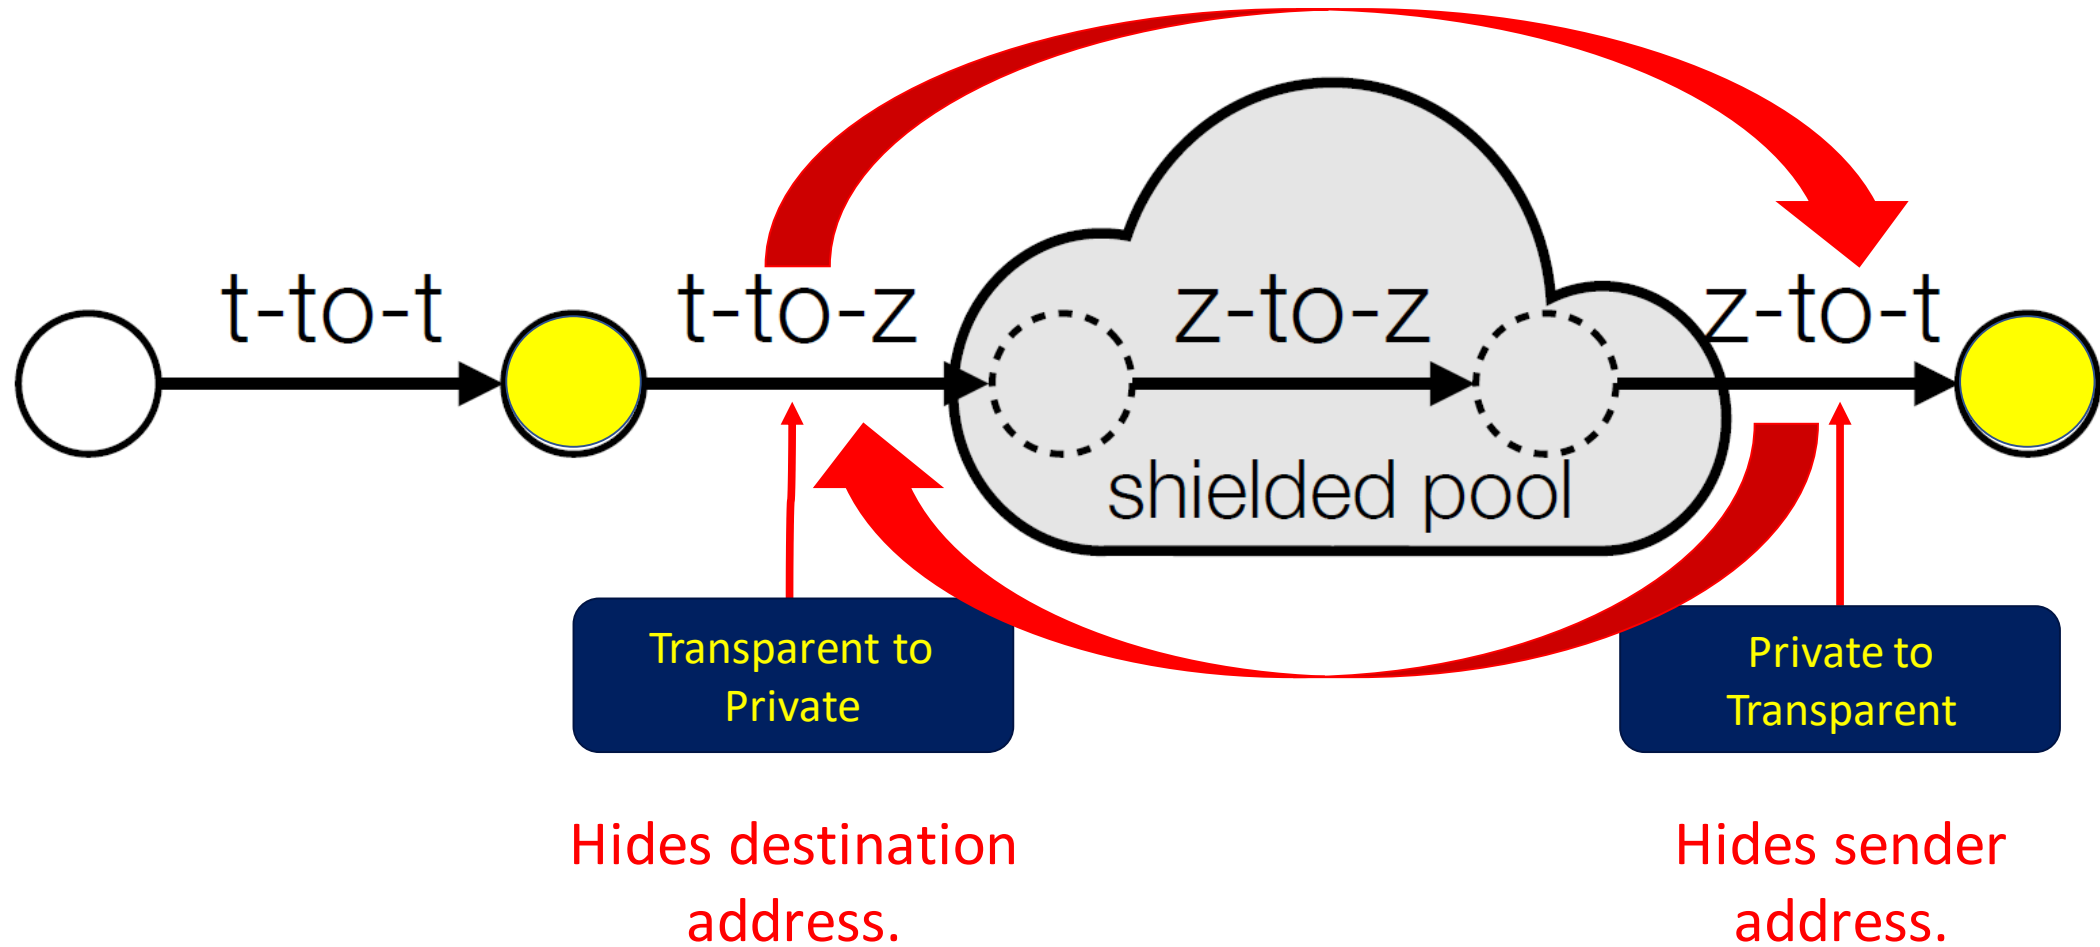 t-to-t
t-to-z
z-to-z
z-to-t
shielded pool
Transparent to
Private
Private to
Transparent
Hides destination
address.
Hides sender
address.